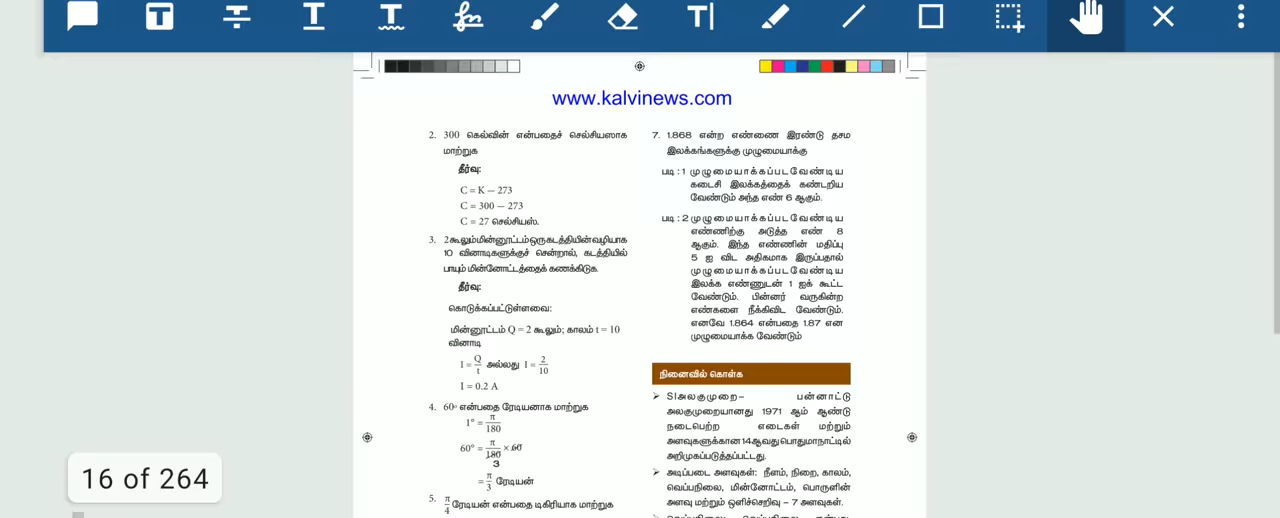 www.kalvinews.com
2. 300 கெல்வின் என்பதைச் செல்சியஸாக
மாற்றுக
தீர்வு:
C = K – 273
C = 300 – 273
C = 27 செல்சியஸ்.
3. 2 கூலும் மின்னூட்டம் ஒரு கடத்தியின் வழியாக
10 வினாடிகளுக்குச் சென்றால், கடத்தியில்
பாயும் மின்னோட்டத்தைக் கணக்கிடுக.
தீர்வு:
கொடுக்கப்பட்டுள்ளவை:
மின்னூட்டம் Q = 2 கூலும்; காலம் t = 10
வினாடி
I = Q/t அல்லது I = 2/10
I = 0.2 A
4. 60° என்பதை ரேடியனாக மாற்றுக
1° = π/180
60° = π/180 × 60
3
= π/3 ரேடியன்
5. π/4 ரேடியன் என்பதை டிகிரியாக மாற்றுக
7. 1.868 என்ற எண்ணை இரண்டு தசம
இலக்கங்களுக்கு முழுமையாக்கு
படி : 1 முழுமையாக்கப்படவேண்டிய
கடைசி இலக்கத்தைக் கண்டறிய
வேண்டும் அந்த எண் 6 ஆகும்.
படி : 2 முழுமையாக்கப்படவேண்டிய
எண்ணிற்கு அடுத்த எண் 8
ஆகும். இந்த எண்ணின் மதிப்பு
5 ஐ விட அதிகமாக இருப்பதால்
முழுமையாக்கப்படவேண்டிய
இலக்க எண்ணுடன் 1 ஐக் கூட்ட
வேண்டும். பின்னர் வருகின்ற
எண்களை நீக்கிவிட வேண்டும்.
எனவே 1.864 என்பதை 1.87 என
முழுமையாக்க வேண்டும்
நினைவில் கொள்க
➢ SI அலகுமுறை – பன்னாட்டு
அலகுமுறையானது 1971 ஆம் ஆண்டு
நடைபெற்ற எடைகள் மற்றும்
அளவுகளுக்கான 14ஆவது பொதுமாநாட்டில்
அறிமுகப்படுத்தப்பட்டது.
➢ அடிப்படை அளவுகள்: நீளம், நிறை, காலம்,
வெப்பநிலை, மின்னோட்டம், பொருளின்
அளவு மற்றும் ஒளிச்செறிவு – 7 அளவுகள்.
16 of 264